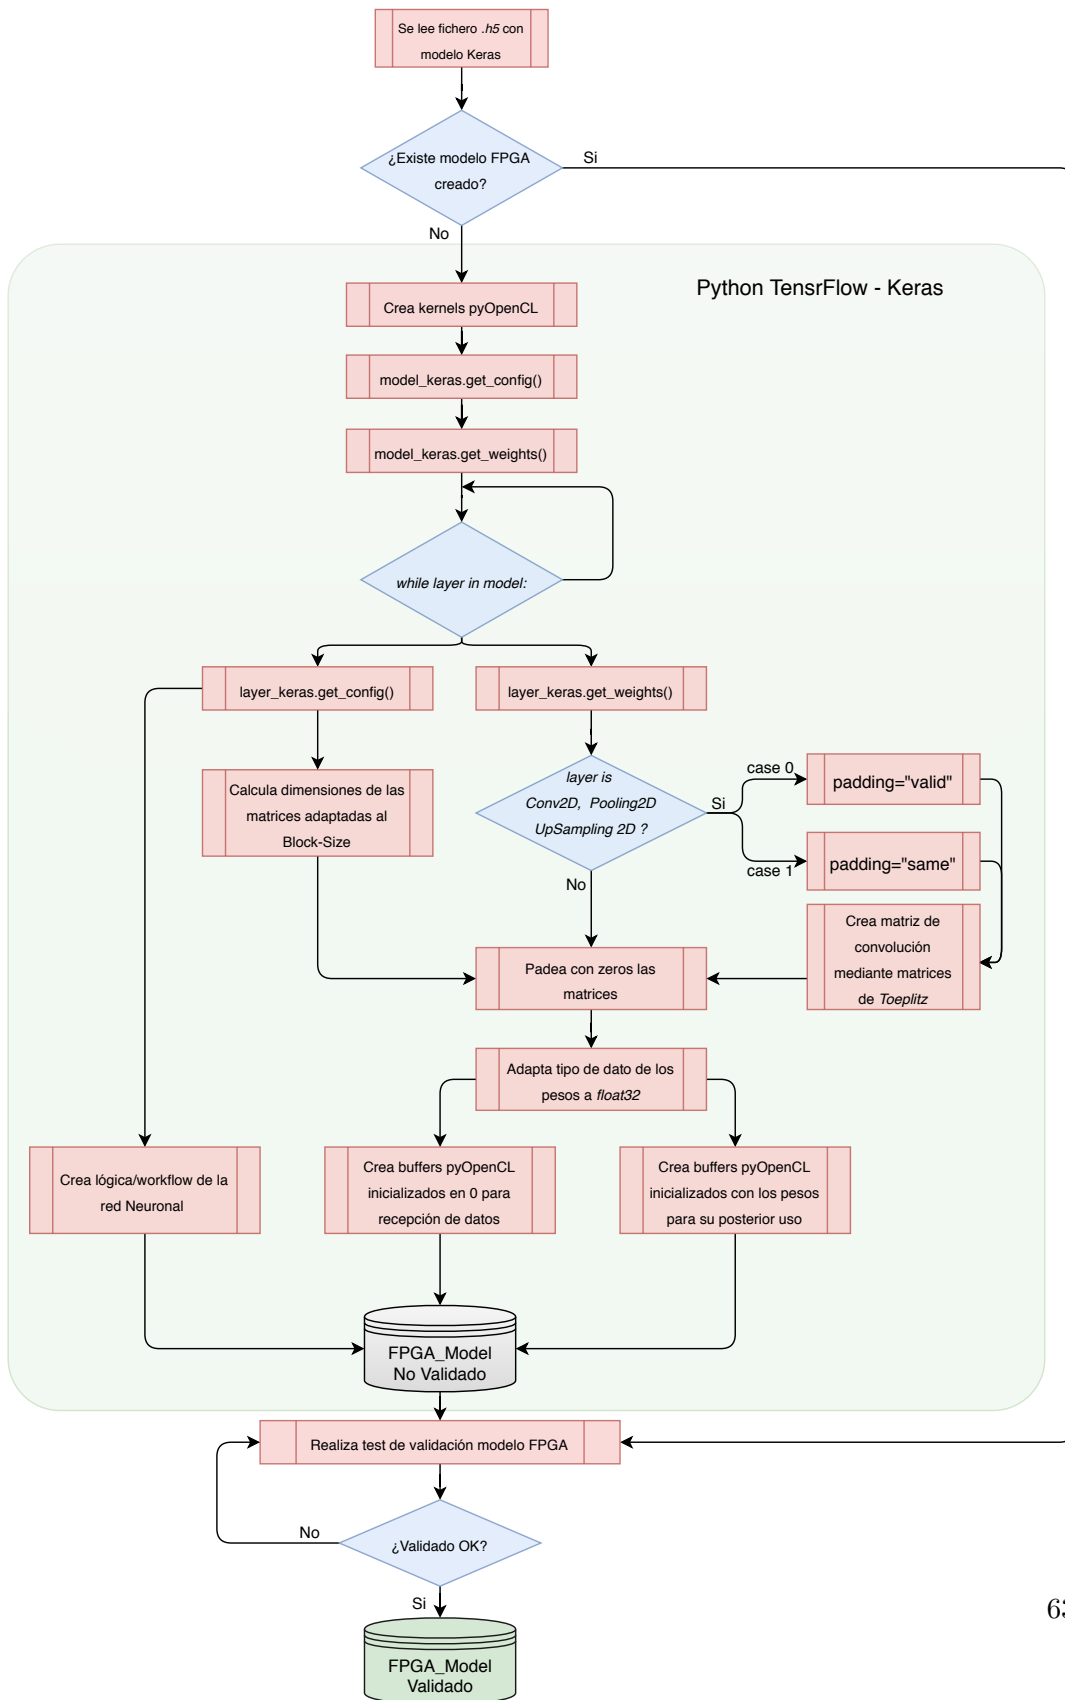 Se lee fichero .h5 con
modelo Keras
¿Existe modelo FPGA
creado?
Si
No
Python TensrFlow - Keras
Crea kernels pyOpenCL
model_keras.get_config()
model_keras.get_weights()
while layer in model:
layer_keras.get_config()
layer_keras.get_weights()
Calcula dimensiones de las
matrices adaptadas al
Block-Size
layer is
Conv2D, Pooling2D
UpSampling 2D ?
Si
No
case 0
padding="valid"
case 1
padding="same"
Crea matriz de
convolución
mediante matrices
de Toeplitz
Padea con zeros las
matrices
Adapta tipo de dato de los
pesos a float32
Crea lógica/workflow de la
red Neuronal
Crea buffers pyOpenCL
inicializados en 0 para
recepción de datos
Crea buffers pyOpenCL
inicializados con los pesos
para su posterior uso
FPGA_Model
No Validado
Realiza test de validación modelo FPGA
No
¿Validado OK?
Si
FPGA_Model
Validado
63